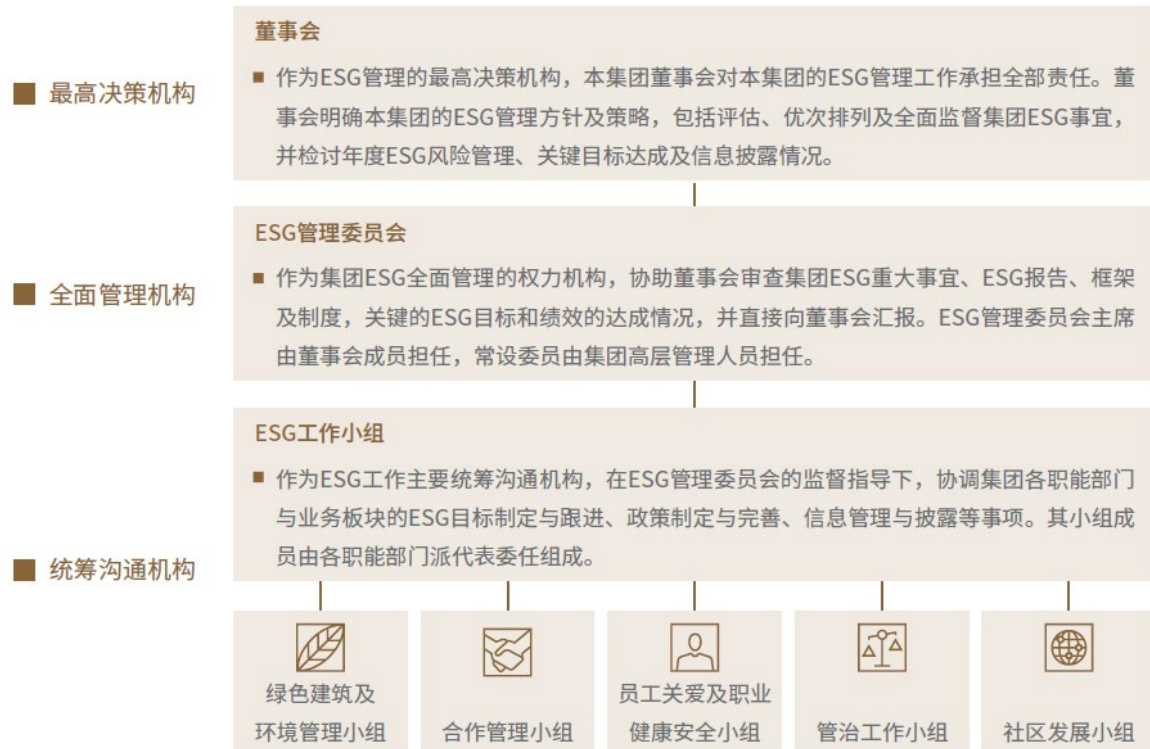 最高决策机构
董事会
作为ESG管理的最高决策机构，本集团董事会对本集团的ESG管理工作承担全部责任。董
事会明确本集团的ESG管理方针及策略，包括评估、优次排列及全面监督集团ESG事宜，
并检讨年度ESG风险管理、关键目标达成及信息披露情况。
全面管理机构
ESG管理委员会
作为集团ESG全面管理的权力机构，协助董事会审查集团ESG重大事宜、ESG报告、框架
及制度，关键的ESG目标和绩效的达成情况，并直接向董事会汇报。ESG管理委员会主席
由董事会成员担任，常设委员由集团高层管理人员担任。
统筹沟通机构
ESG工作小组
作为ESG工作主要统筹沟通机构，在ESG管理委员会的监督指导下，协调集团各职能部门
与业务板块的ESG目标制定与跟进、政策制定与完善、信息管理与披露等事项。其小组成
员由各职能部门派代表委任组成。
绿色建筑及
环境管理小组
合作管理小组
员工关爱及职业
健康安全小组
管治工作小组
社区发展小组